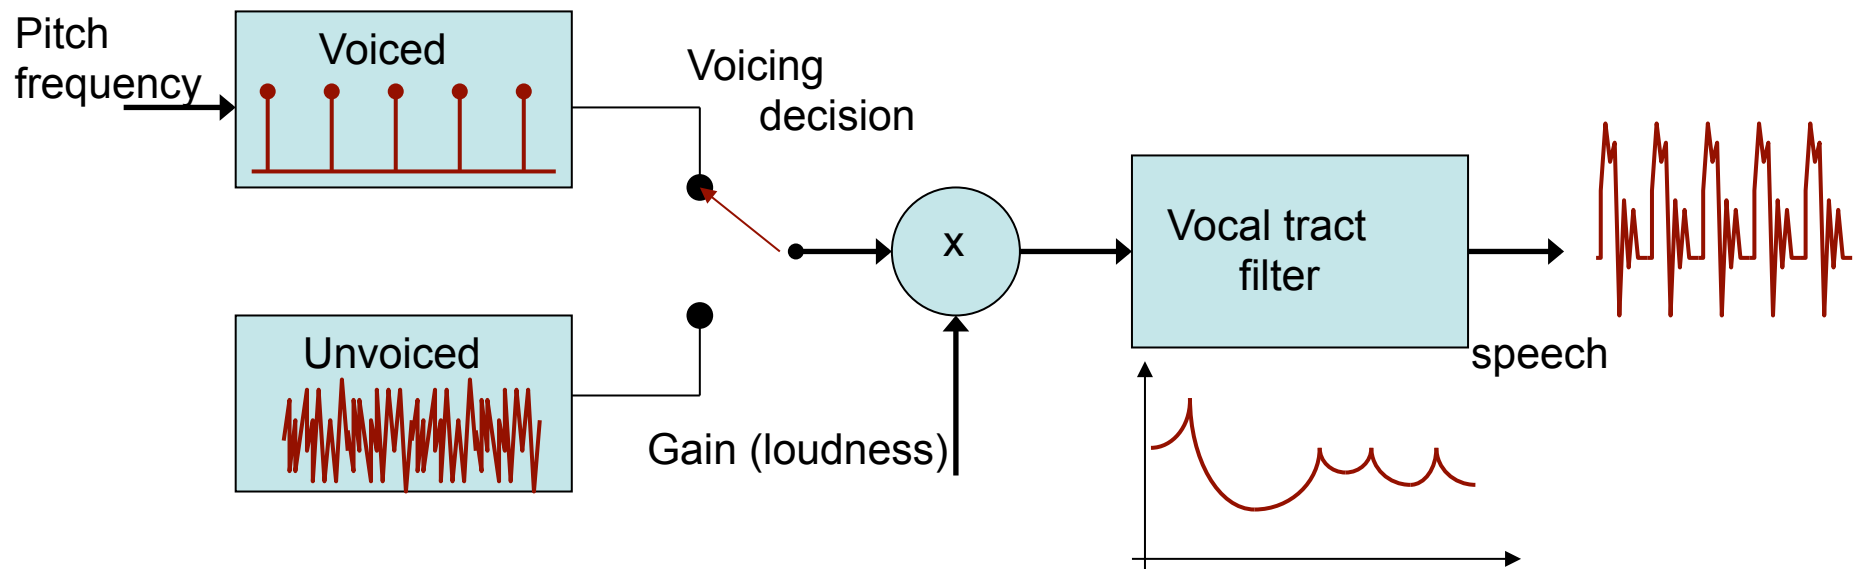 Pitch
frequency
Voiced
Voicing
decision
x
Vocal tract
filter
speech
Unvoiced
Gain (loudness)